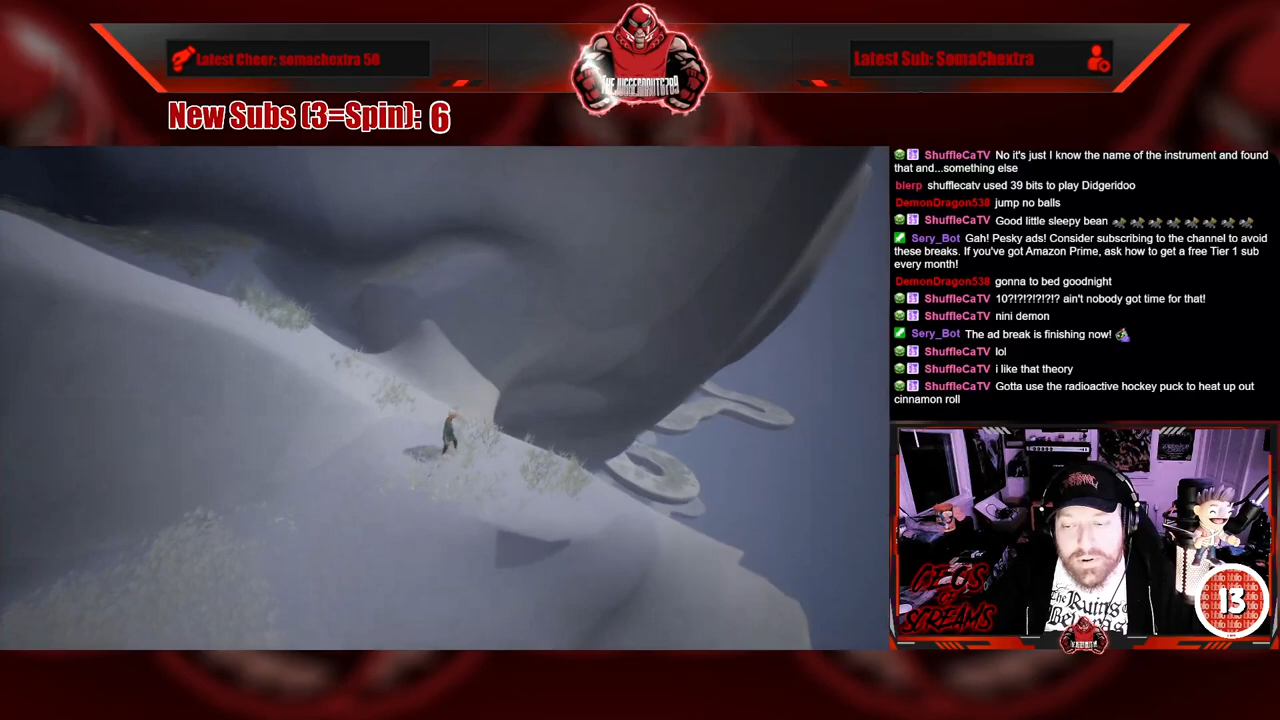 Latest Cheer: somachextra 50
THEJUGGERNAUT6789
Latest Sub: SomaChextra
New Subs (3=Spin): 6
ShuffleCaTV No it's just I know the name of the instrument and found
that and...something else
blerp shufflecatv used 39 bits to play Didgeridoo
DemonDragon538 jump no balls
ShuffleCaTV Good little sleepy bean
Sery_Bot Gah! Pesky ads! Consider subscribing to the channel to avoid
these breaks. If you've got Amazon Prime, ask how to get a free Tier 1 sub
every month!
DemonDragon538 gonna to bed goodnight
ShuffleCaTV 10?!?!?!?!?!? ain't nobody got time for that!
ShuffleCaTV nini demon
Sery_Bot The ad break is finishing now!
ShuffleCaTV lol
ShuffleCaTV i like that theory
ShuffleCaTV Gotta use the radioactive hockey puck to heat up out
cinnamon roll
OF
SCREAMS
The Ruins
13